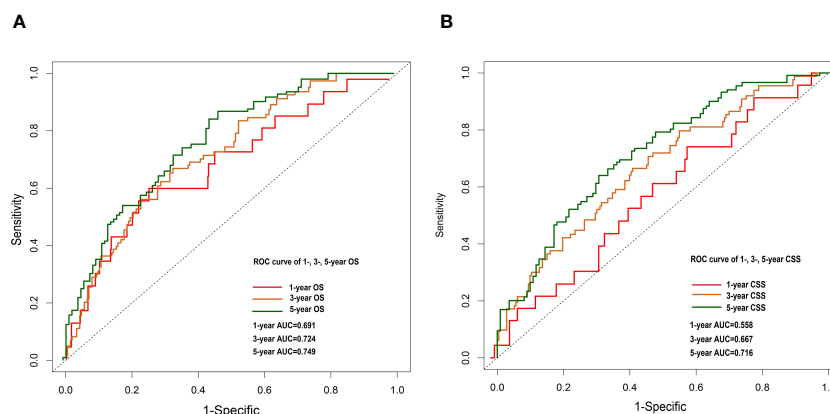 A
1.0
0.8
0.6
0.4
0.2
0.0
Sensitivity
ROC curve of 1-, 3-, 5-year OS
1-year OS
3-year OS
5-year OS
1-year AUC=0.691
3-year AUC=0.724
5-year AUC=0.749
0.0 0.2 0.4 0.6 0.8 1.0
1-Specific
B
1.0
0.8
0.6
0.4
0.2
0.0
Sensitivity
ROC curve of 1-, 3-, 5-year CSS
1-year CSS
3-year CSS
5-year CSS
1-year AUC=0.558
3-year AUC=0.667
5-year AUC=0.716
0.0 0.2 0.4 0.6 0.8 1.0
1-Specific